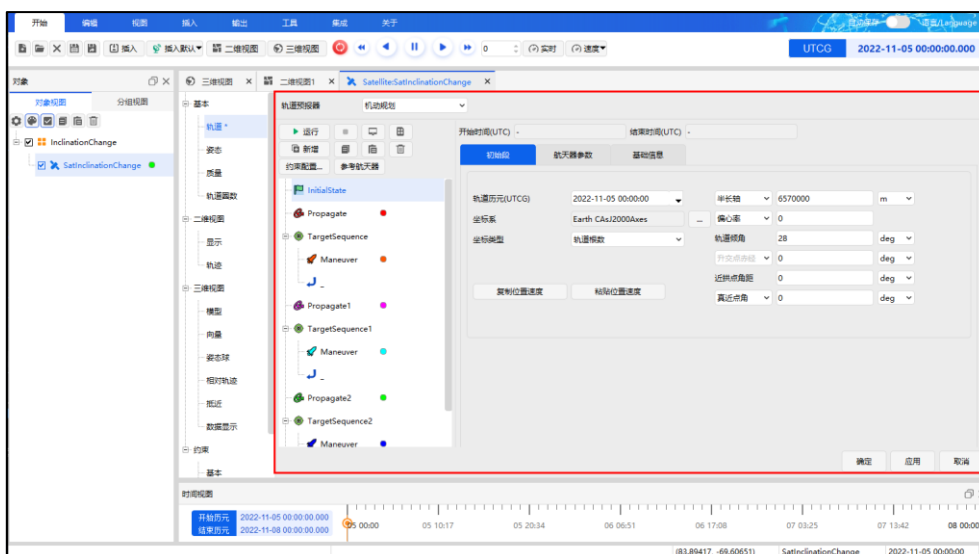 开始 编辑 视图 插入 输出 工具 集成 关于 自动保存 语言/Language
插入 插入默认 二维视图 三维视图 0 实时 速度 UTCG 2022-11-05 00:00:00.000
对象
对象视图 分组视图
InclinationChange
SatInclinationChange
三维视图 二维视图1 Satellite:SatInclinationChange
基本
轨道 *
姿态
质量
轨道圈数
二维视图
显示
轨迹
三维视图
模型
向量
姿态球
相对轨迹
抵近
数据显示
约束
基本
轨道预报器 机动规划
运行
新增
约束配置... 参考航天器
InitialState
Propagate
TargetSequence
Maneuver
-
Propagate1
TargetSequence1
Maneuver
-
Propagate2
TargetSequence2
Maneuver
开始时间(UTC) - 结束时间(UTC) -
初始段 航天器参数 基础信息
轨道历元(UTCG) 2022-11-05 00:00:00 半长轴 6570000 m
坐标系 Earth CAsJ2000Axes ... 偏心率 0
坐标类型 轨道根数 轨道倾角 28 deg
升交点赤经 0 deg
近拱点角距 0 deg
复制位置速度 粘贴位置速度 真近点角 0 deg
确定 应用 取消
时间视图
开始历元 2022-11-05 00:00:00.000
结束历元 2022-11-08 00:00:00.000
05 00:00 05 10:17 05 20:34 06 06:51 06 17:08 07 03:25 07 13:42 08 00:00
(83.89417, -69.60651) SatInclinationChange 2022-11-05 00:00:00